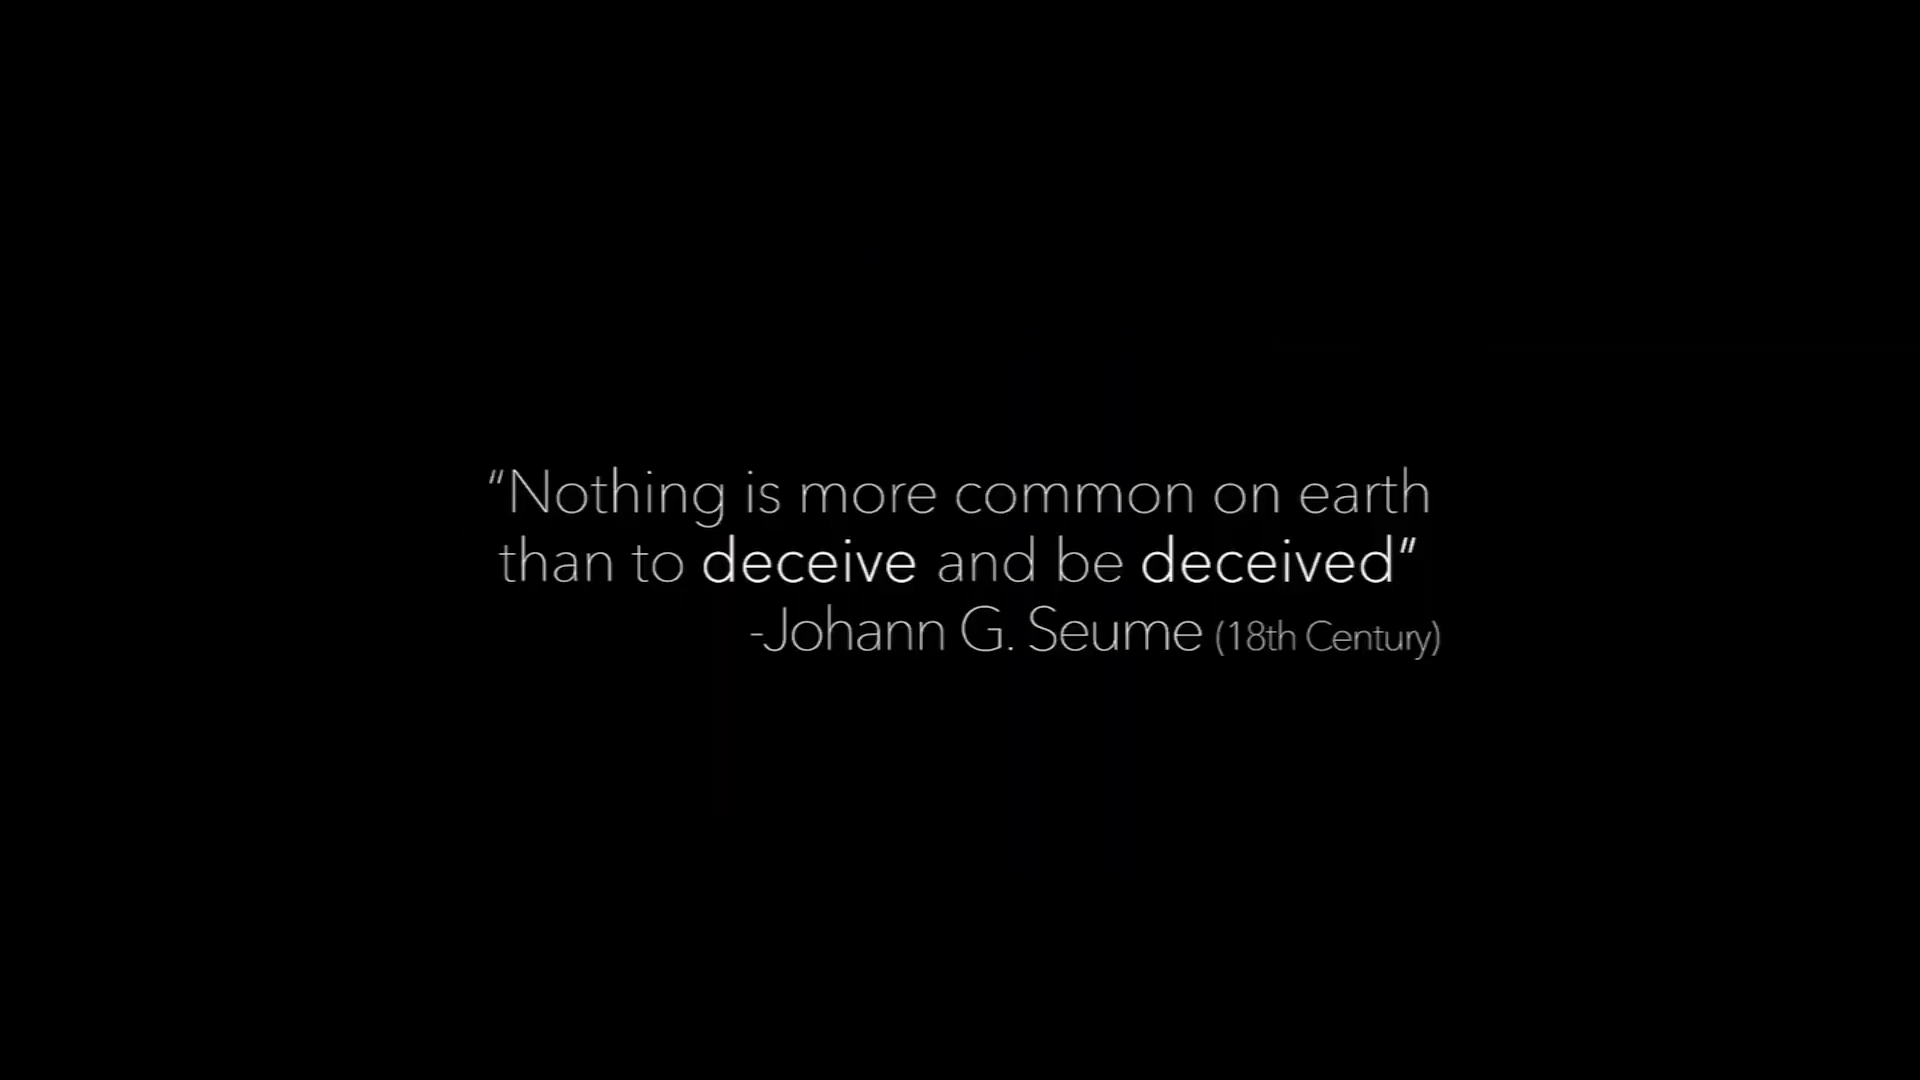 “Nothing is more common on earth
than to deceive and be deceived”
-Johann G. Seume (18th Century)